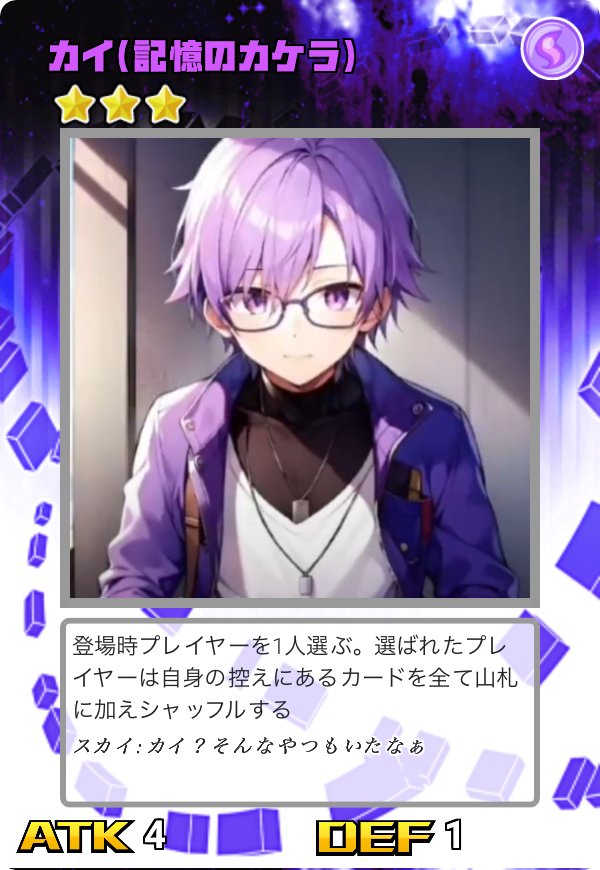 カイ(記憶のカケラ)
登場時プレイヤーを1人選ぶ。選ばれたプレ
イヤーは自身の控えにあるカードを全て山札
に加えシャッフルする
スカイ:カイ？そんなやつもいたなぁ
ATK 4 DEF 1